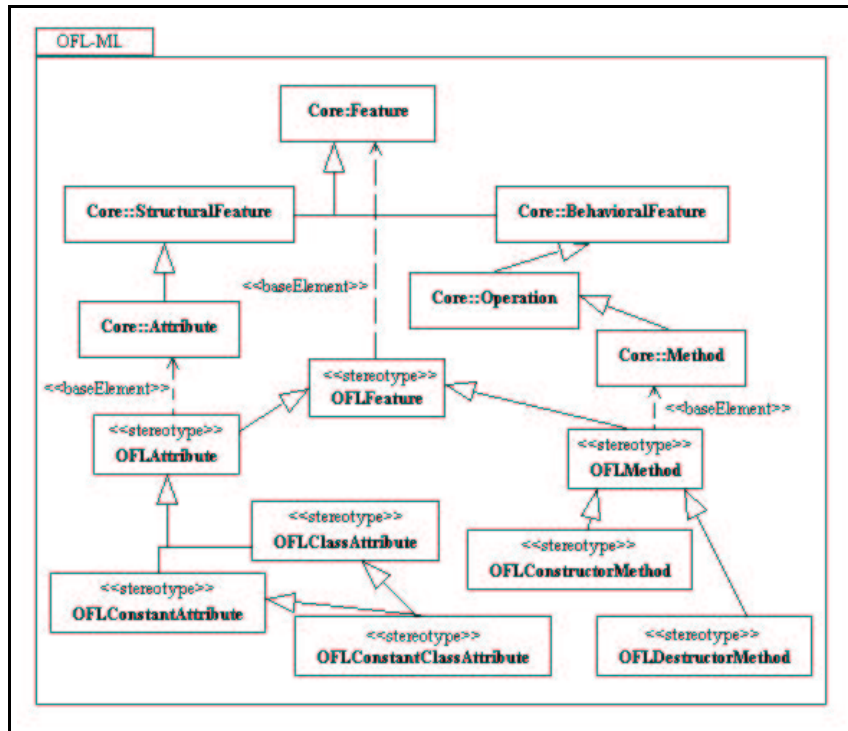 OFL-ML
Core:Feature
Core::StructuralFeature
Core::BehavioralFeature
<<baseElement>>
Core::Operation
Core::Attribute
Core::Method
<<baseElement>>
<<stereotype>>
OFLFeature
<<baseElement>>
<<stereotype>>
OFLAttribute
<<stereotype>>
OFLMethod
<<stereotype>>
OFLClassAttribute
<<stereotype>>
OFLConstructorMethod
<<stereotype>>
OFLConstantAttribute
<<stereotype>>
OFLConstantClassAttribute
<<stereotype>>
OFLDestructorMethod